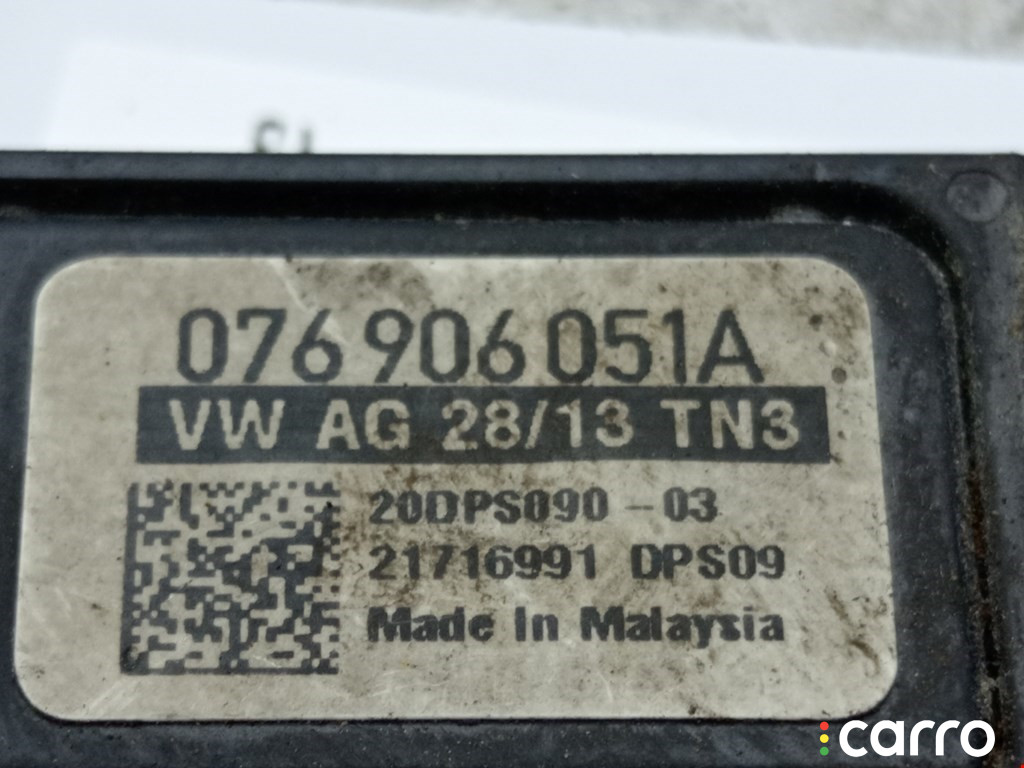 076 906 051A
VW AG 28/13 TN3
20DPS090 - 03
21716991 DPS09
Made In Malaysia
carro